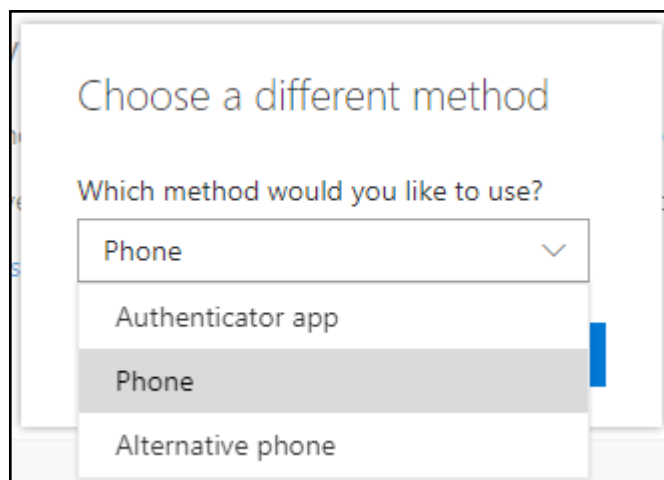 Choose a different method
Which method would you like to use?
Phone
Authenticator app
Phone
Alternative phone